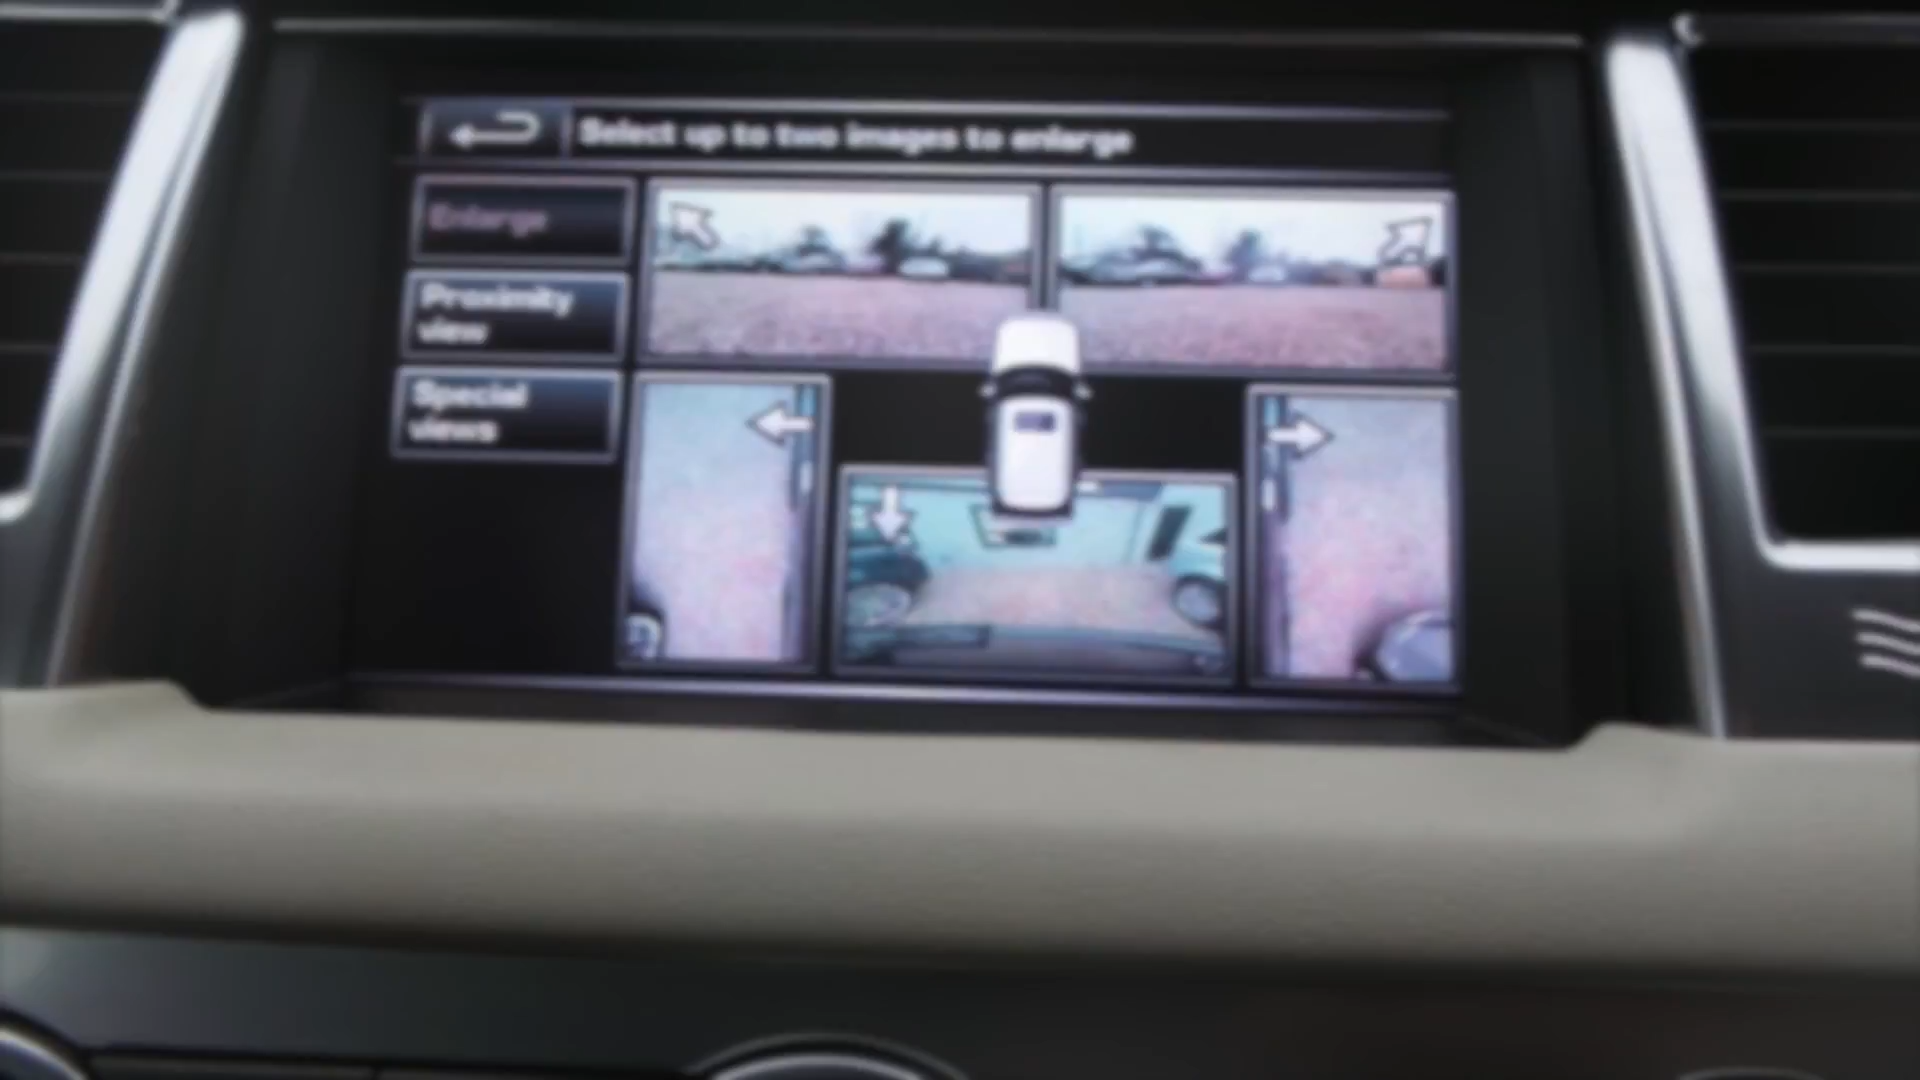 Select up to two images to enlarge
Enlarge
Proximity
view
Special
views